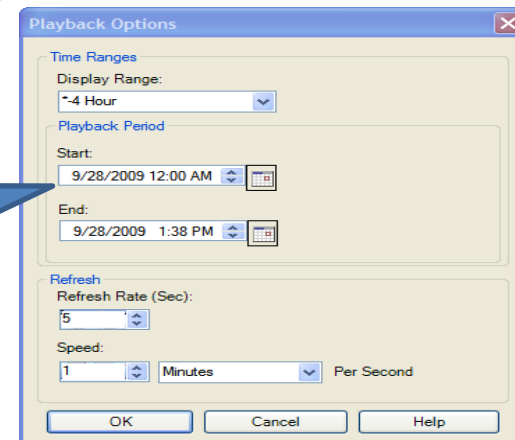 Playback Options
Time Ranges
Display Range:
*-4 Hour
Playback Period
Start:
9/28/2009 12:00 AM
End:
9/28/2009 1:38 PM
Refresh
Refresh Rate (Sec):
5
Speed:
1 Minutes Per Second
OK Cancel Help